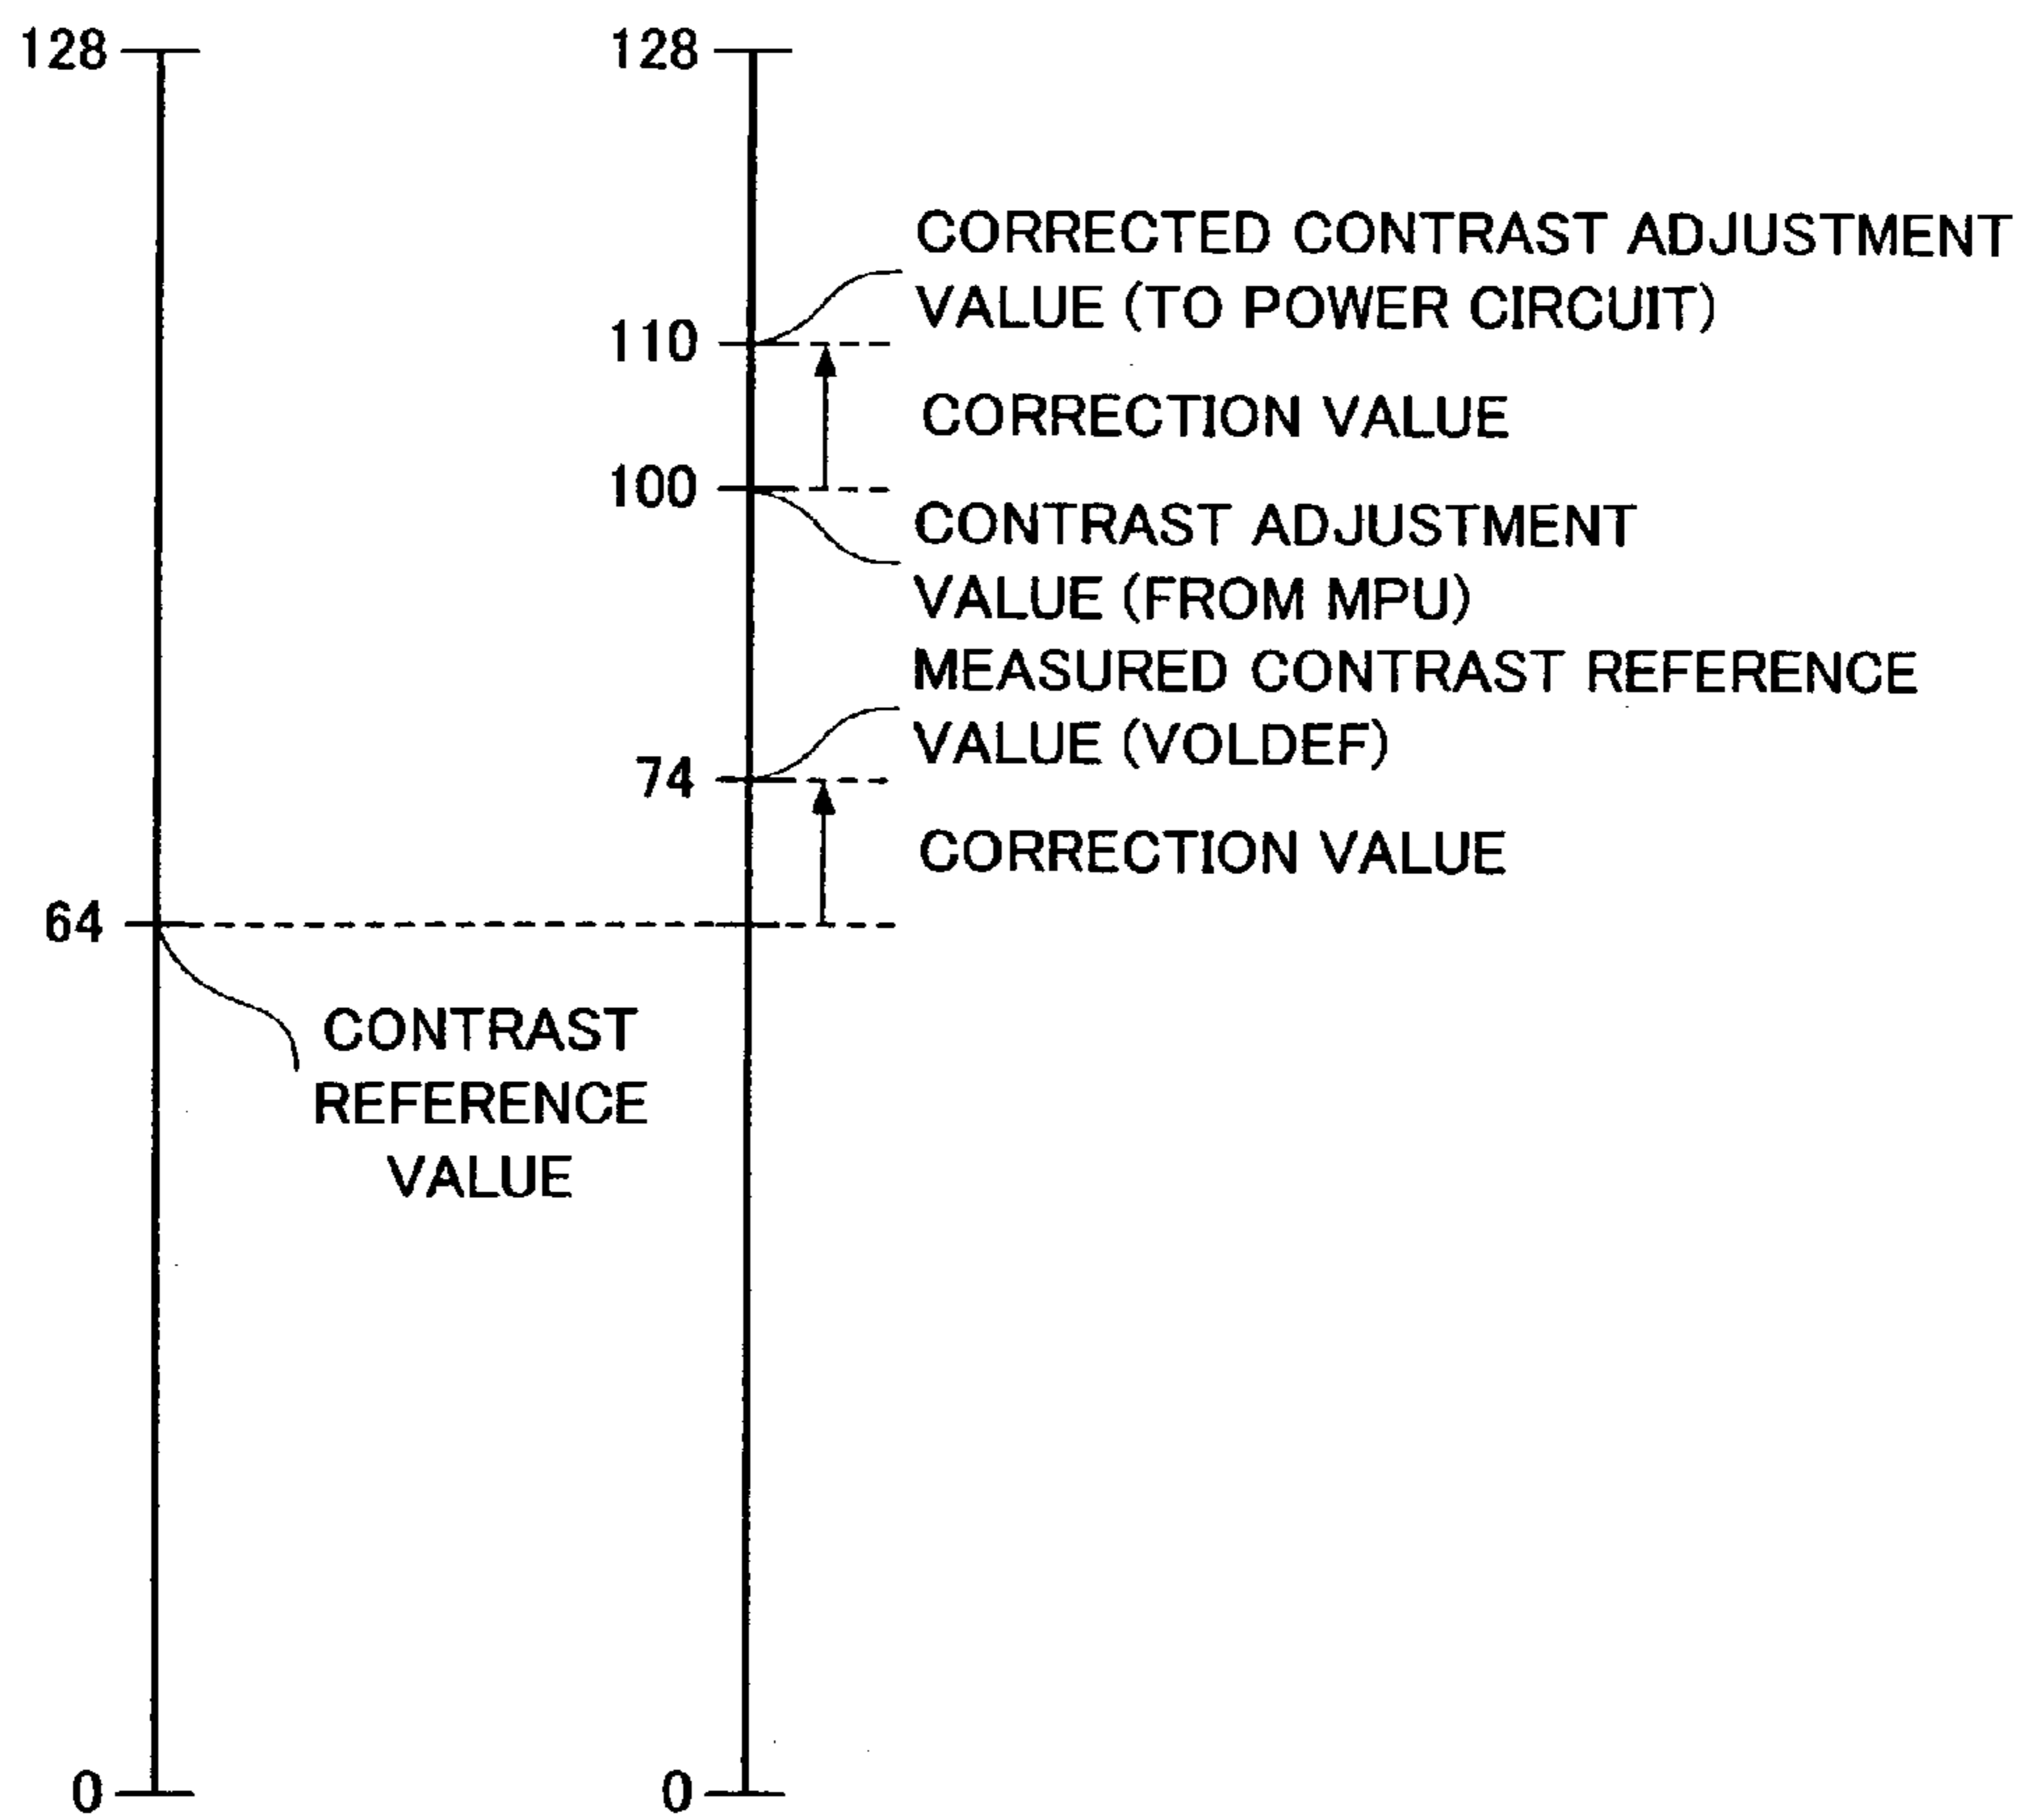 128
128
CORRECTED CONTRAST ADJUSTMENT
VALUE (TO POWER CIRCUIT)
110
CORRECTION VALUE
100
CONTRAST ADJUSTMENT
VALUE (FROM MPU)
MEASURED CONTRAST REFERENCE
VALUE (VOLDEF)
74
CORRECTION VALUE
64
CONTRAST
REFERENCE
VALUE
0
0